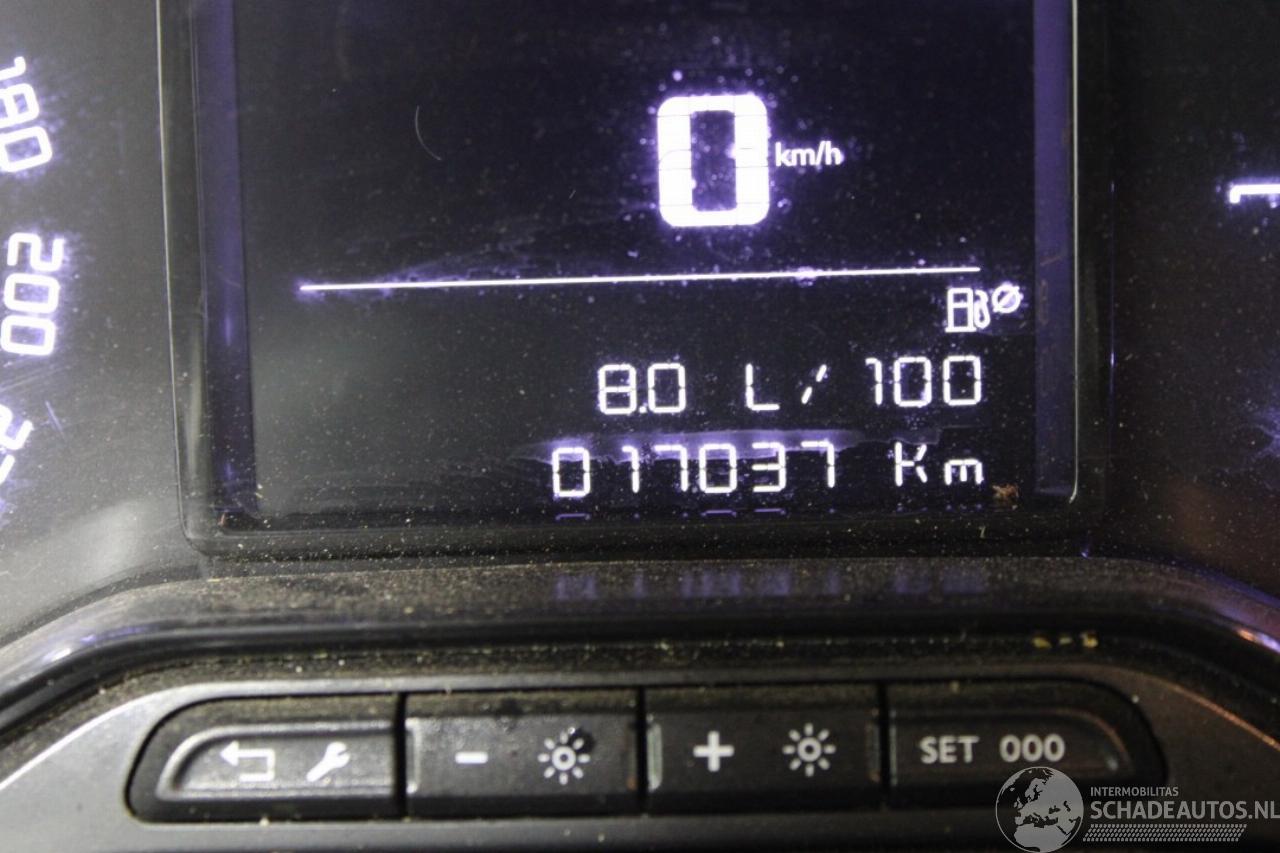 180
200
0 km/h
8.0 L/100
017037 Km
- +
SET 000
INTERMOBILITAS
SCHADEAUTOS.NL